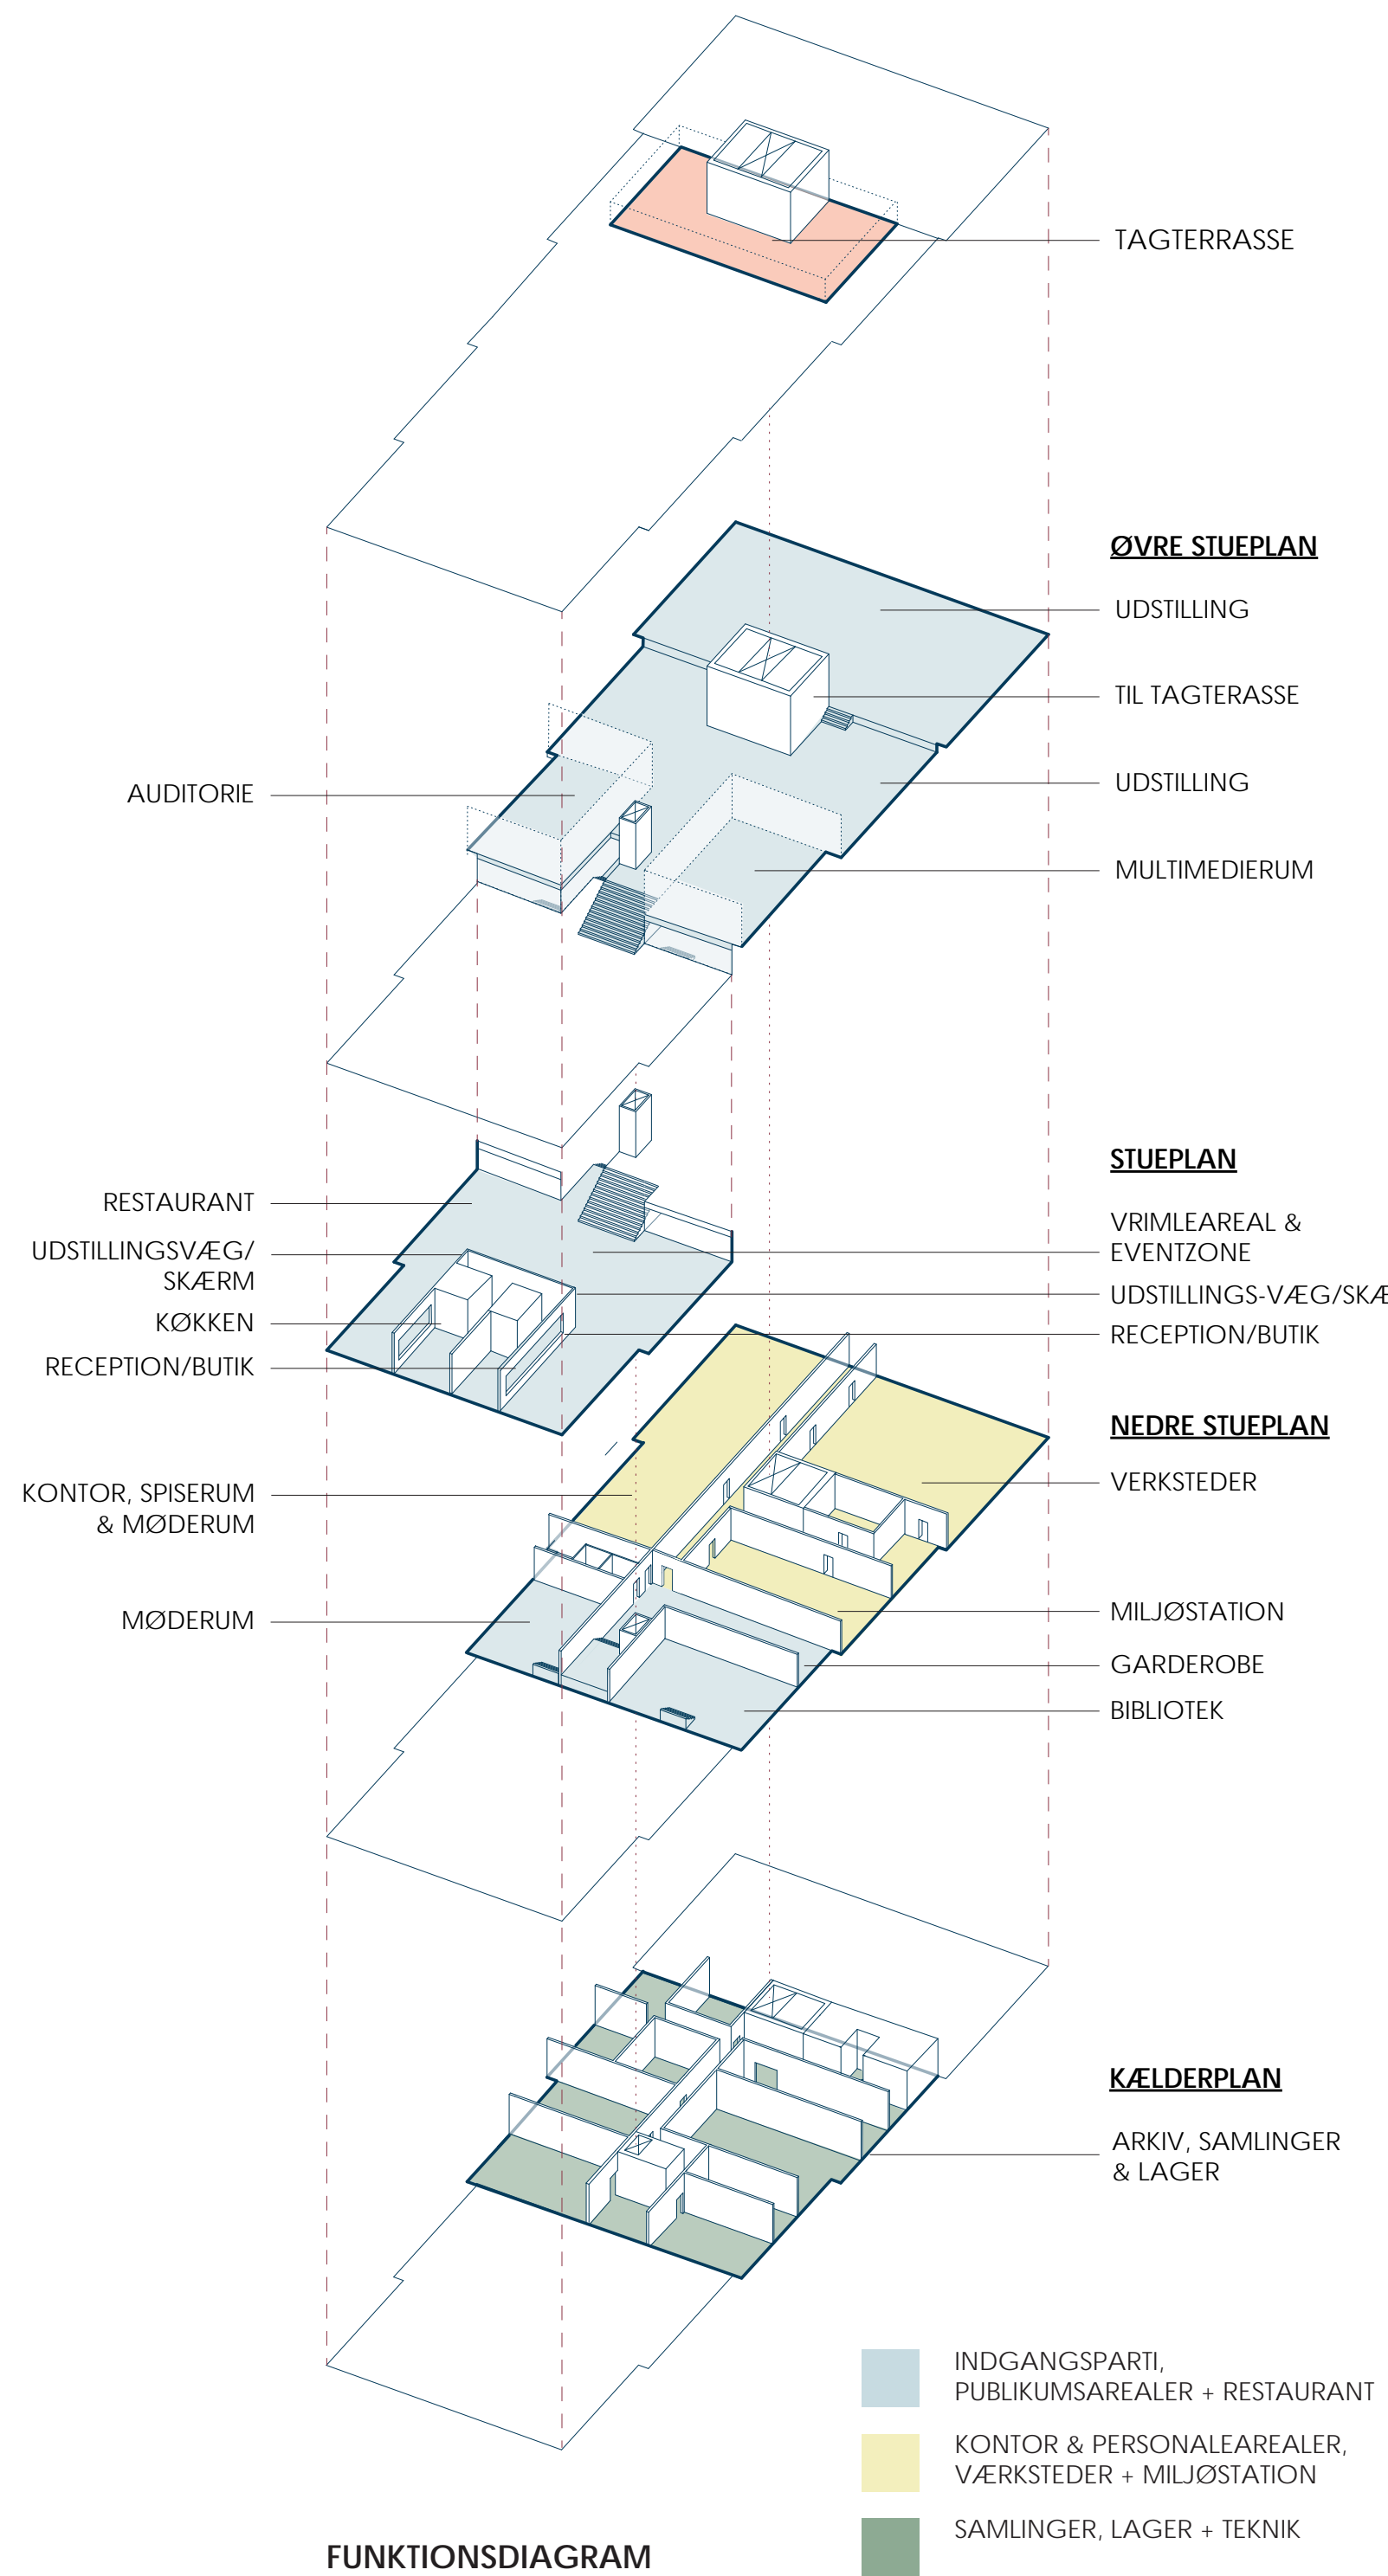 TAGTERRASSE
ØVRE STUEPLAN
UDSTILLING
TIL TAGTERASSE
UDSTILLING
AUDITORIE
MULTIMEDIERUM
STUEPLAN
RESTAURANT
VRIMLEAREAL &
EVENTZONE
UDSTILLINGSVÆG/
SKÆRM
UDSTILLINGS-VÆG/SKÆ
KØKKEN
RECEPTION/BUTIK
RECEPTION/BUTIK
NEDRE STUEPLAN
VERKSTEDER
KONTOR, SPISERUM
& MØDERUM
MØDERUM
MILJØSTATION
GARDEROBE
BIBLIOTEK
KÆLDERPLAN
ARKIV, SAMLINGER
& LAGER
INDGANGSPARTI,
PUBLIKUMSAREALER + RESTAURANT
KONTOR & PERSONALEAREALER,
VÆRKSTEDER + MILJØSTATION
SAMLINGER, LAGER + TEKNIK
FUNKTIONSDIAGRAM